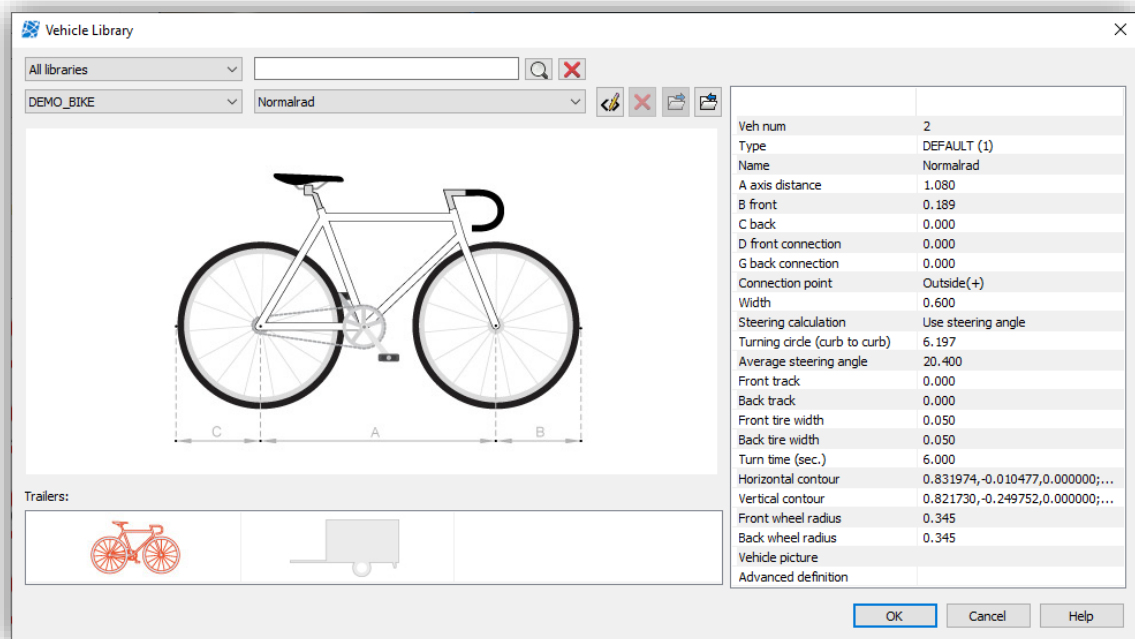 Vehicle Library
All libraries
DEMO_BIKE
Normalrad
C
A
B
Trailers:
Veh num 2
Type DEFAULT (1)
Name Normalrad
A axis distance 1.080
B front 0.189
C back 0.000
D front connection 0.000
G back connection 0.000
Connection point Outside(+)
Width 0.600
Steering calculation Use steering angle
Turning circle (curb to curb) 6.197
Average steering angle 20.400
Front track 0.000
Back track 0.000
Front tire width 0.050
Back tire width 0.050
Turn time (sec.) 6.000
Horizontal contour 0.831974,-0.010477,0.000000;...
Vertical contour 0.821730,-0.249752,0.000000;...
Front wheel radius 0.345
Back wheel radius 0.345
Vehicle picture
Advanced definition
OK
Cancel
Help